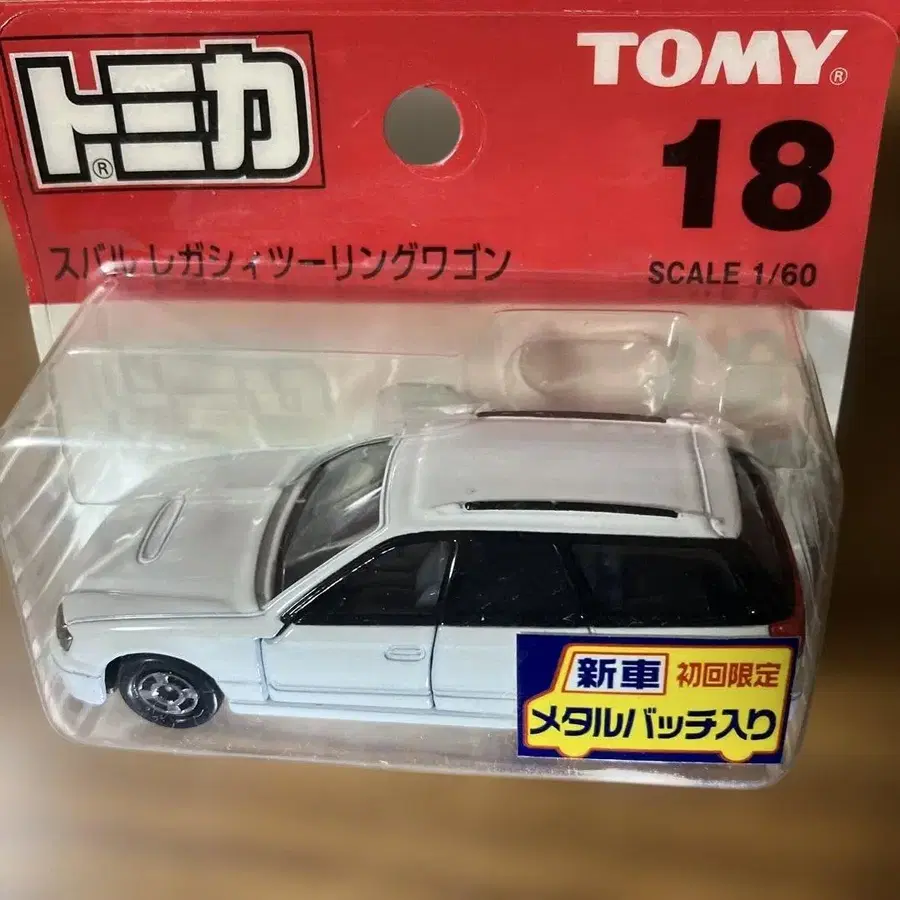 トミカ®
TOMY®
18
スバル レガシィツーリングワゴン
SCALE 1/60
新車 初回限定
メタルバッチ入り